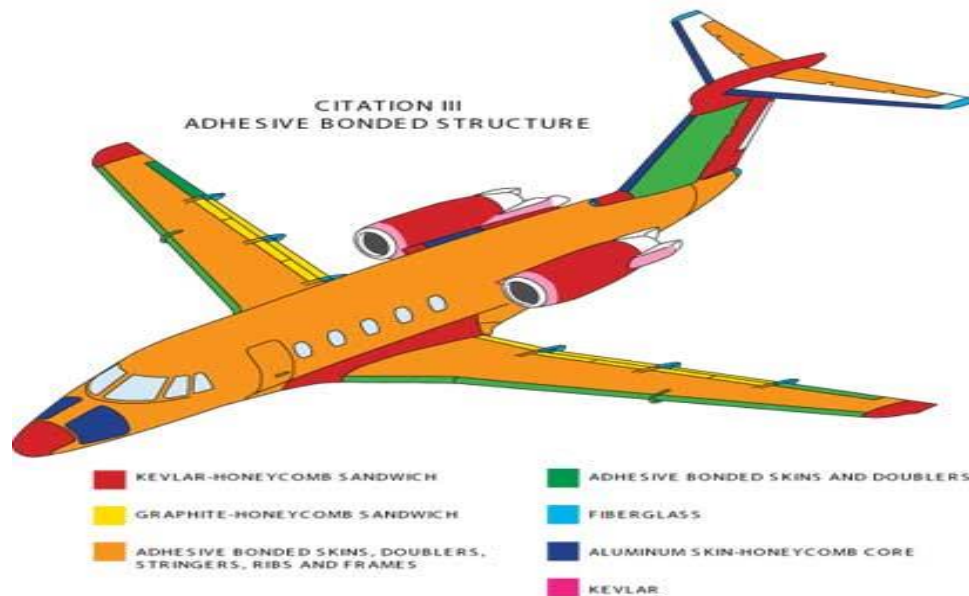 CITATION III
ADHESIVE BONDED STRUCTURE
KEVLAR-HONEYCOMB SANDWICH
GRAPHITE-HONEYCOMB SANDWICH
ADHESIVE BONDED SKINS, DOUBLERS,
STRINGERS, RIBS AND FRAMES
ADHESIVE BONDED SKINS AND DOUBLERS
FIBERGLASS
ALUMINUM SKIN-HONEYCOMB CORE
KEVLAR